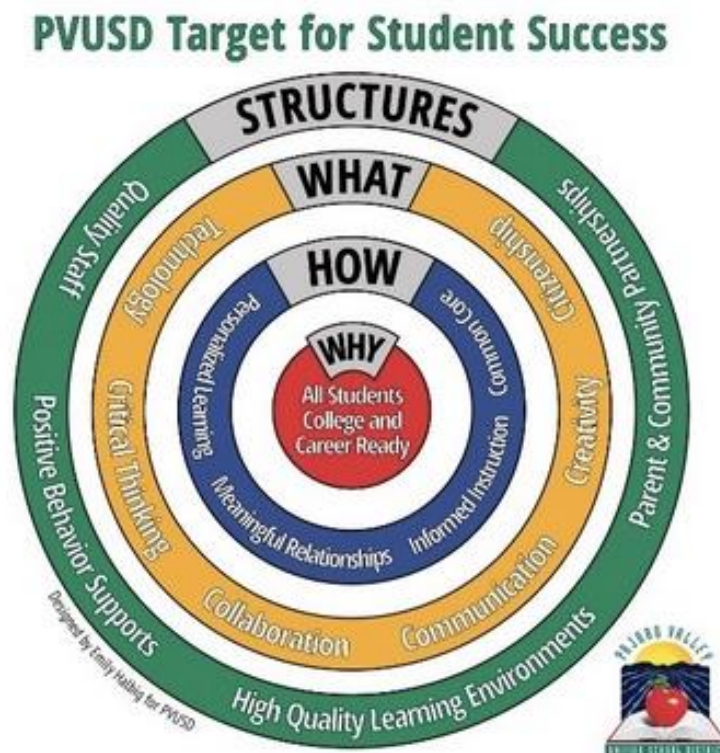 PVUSD Target for Student Success
STRUCTURES
Quality Staff
Positive Behavior Supports
High Quality Learning Environments
Parent & Community Partnerships
WHAT
Technology
Critical Thinking
Collaboration
Communication
Creativity
Citizenship
HOW
Personalized Learning
Meaningful Relationships
Informed Instruction
Common Core
WHY
All Students
College and
Career Ready
Designed by Emily Halbig for PVUSD
PAJARO VALLEY